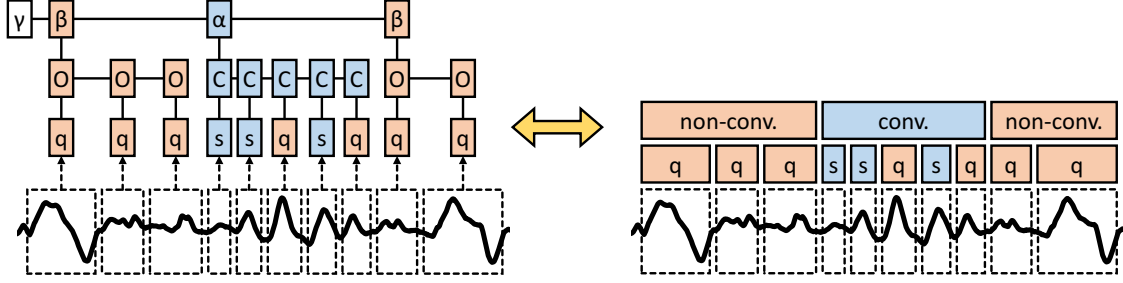 γ β α β
O O O C C C C C O O
q q q s s q s q q q
non-conv. conv. non-conv.
q q q s s q s q q q